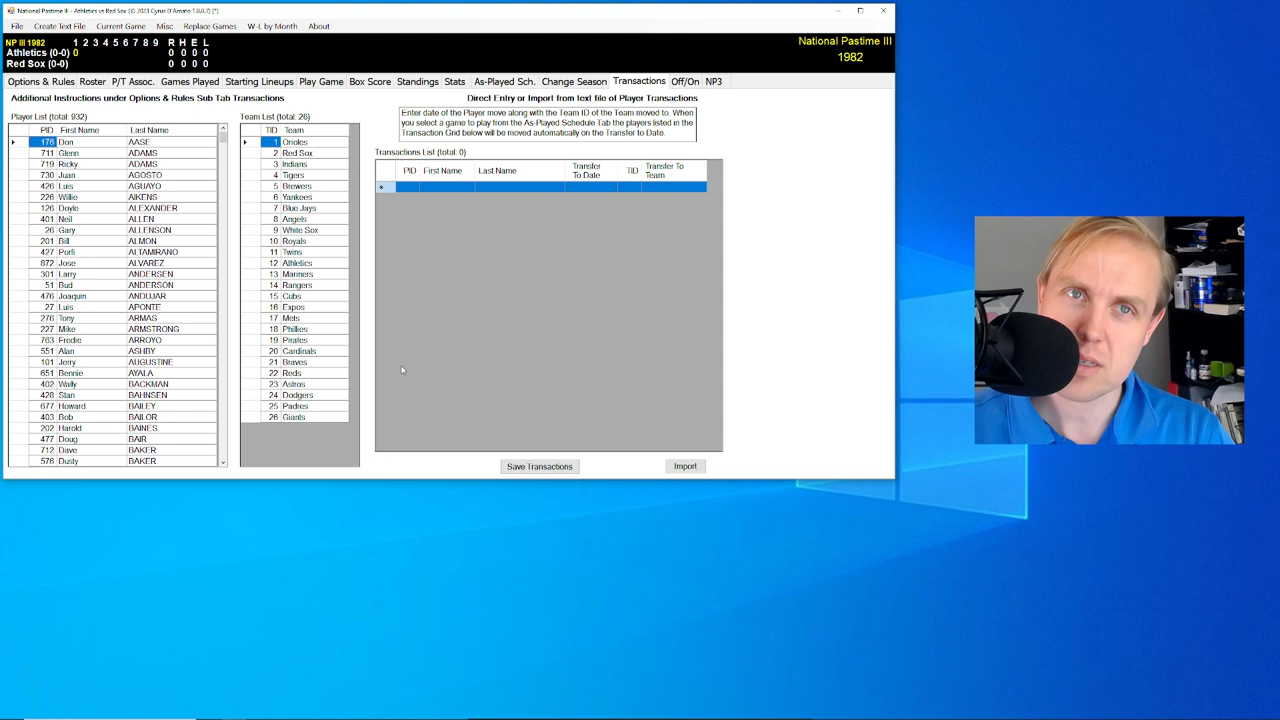 National Pastime III - Athletics vs Red Sox (© 2023 Cyrus D'Amato 1.0.0.7) [*]
File Create Text File Current Game Misc Replace Games W-L by Month About
NP III 1982 1 2 3 4 5 6 7 8 9 R H E L
Athletics (0-0) 0 0 0 0 0
Red Sox (0-0) 0 0 0 0
National Pastime III
1982
Options & Rules Roster P/T Assoc. Games Played Starting Lineups Play Game Box Score Standings Stats As-Played Sch. Change Season Transactions Off/On NP3
Additional Instructions under Options & Rules Sub Tab Transactions
Direct Entry or Import from text file of Player Transactions
Enter date of the Player move along with the Team ID of the Team moved to. When
you select a game to play from the As-Played Schedule Tab the players listed in
the Transaction Grid below will be moved automatically on the Transfer to Date.
Player List (total: 932)
PID First Name Last Name
176 Don AASE
711 Glenn ADAMS
719 Ricky ADAMS
730 Juan AGOSTO
426 Luis AGUAYO
226 Willie AIKENS
126 Doyle ALEXANDER
401 Neil ALLEN
26 Gary ALLENSON
201 Bill ALMON
427 Porfi ALTAMIRANO
872 Jose ALVAREZ
301 Larry ANDERSEN
51 Bud ANDERSON
476 Joaquin ANDUJAR
27 Luis APONTE
276 Tony ARMAS
227 Mike ARMSTRONG
763 Fredie ARROYO
551 Alan ASHBY
101 Jerry AUGUSTINE
651 Bennie AYALA
402 Wally BACKMAN
428 Stan BAHNSEN
677 Howard BAILEY
403 Bob BAILOR
202 Harold BAINES
477 Doug BAIR
712 Dave BAKER
576 Dusty BAKER
Team List (total: 26)
TID Team
1 Orioles
2 Red Sox
3 Indians
4 Tigers
5 Brewers
6 Yankees
7 Blue Jays
8 Angels
9 White Sox
10 Royals
11 Twins
12 Athletics
13 Mariners
14 Rangers
15 Cubs
16 Expos
17 Mets
18 Phillies
19 Pirates
20 Cardinals
21 Braves
22 Reds
23 Astros
24 Dodgers
25 Padres
26 Giants
Transactions List (total: 0)
PID First Name Last Name Transfer To Date TID Transfer To Team
Save Transactions Import